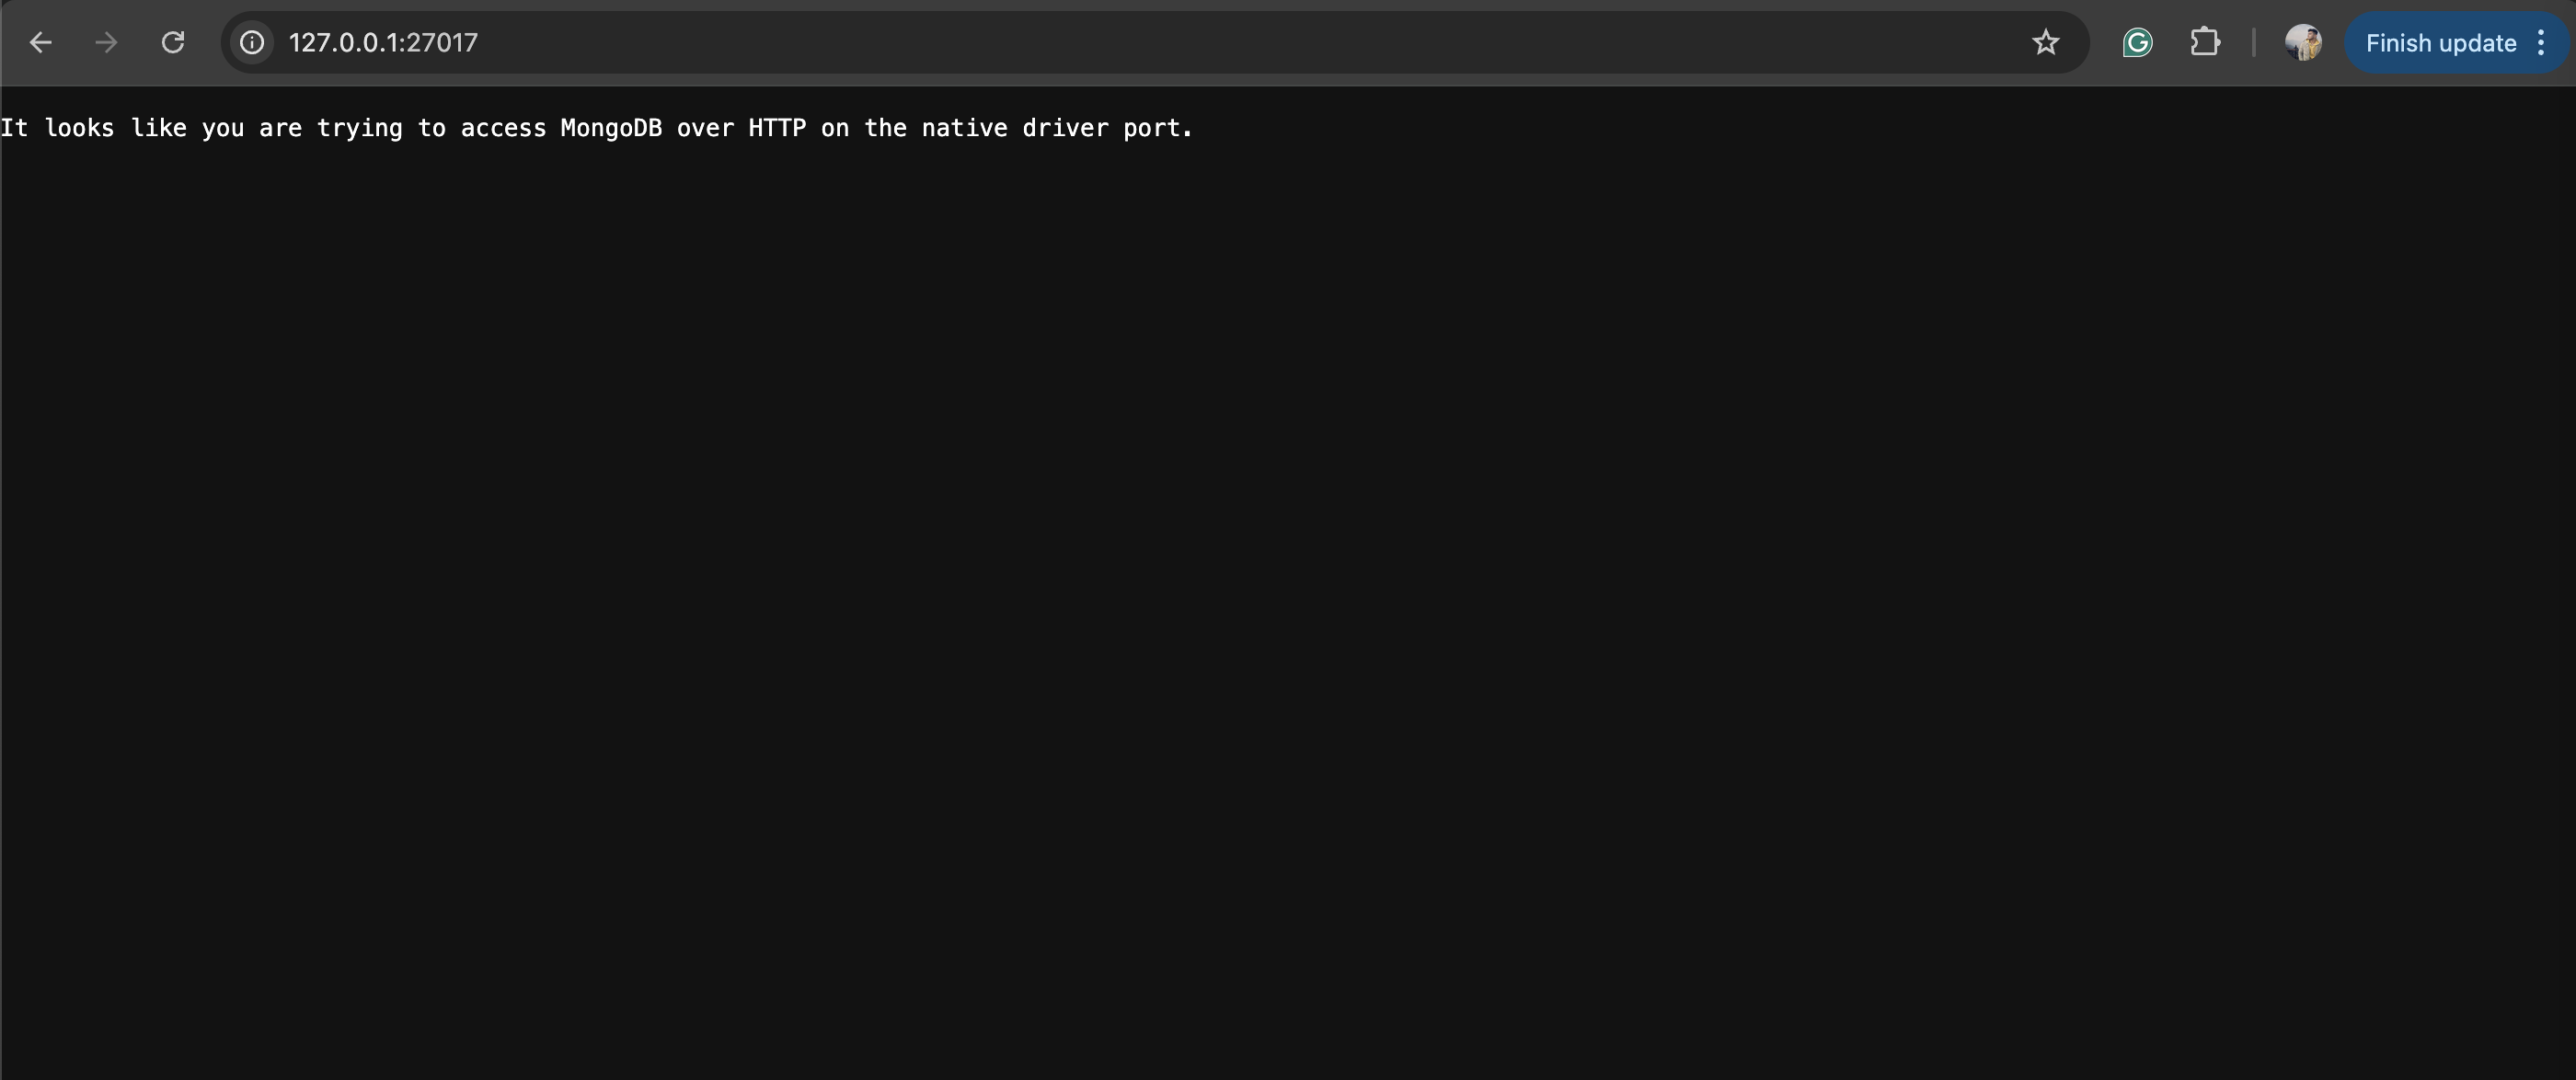 127.0.0.1:27017
Finish update
It looks like you are trying to access MongoDB over HTTP on the native driver port.